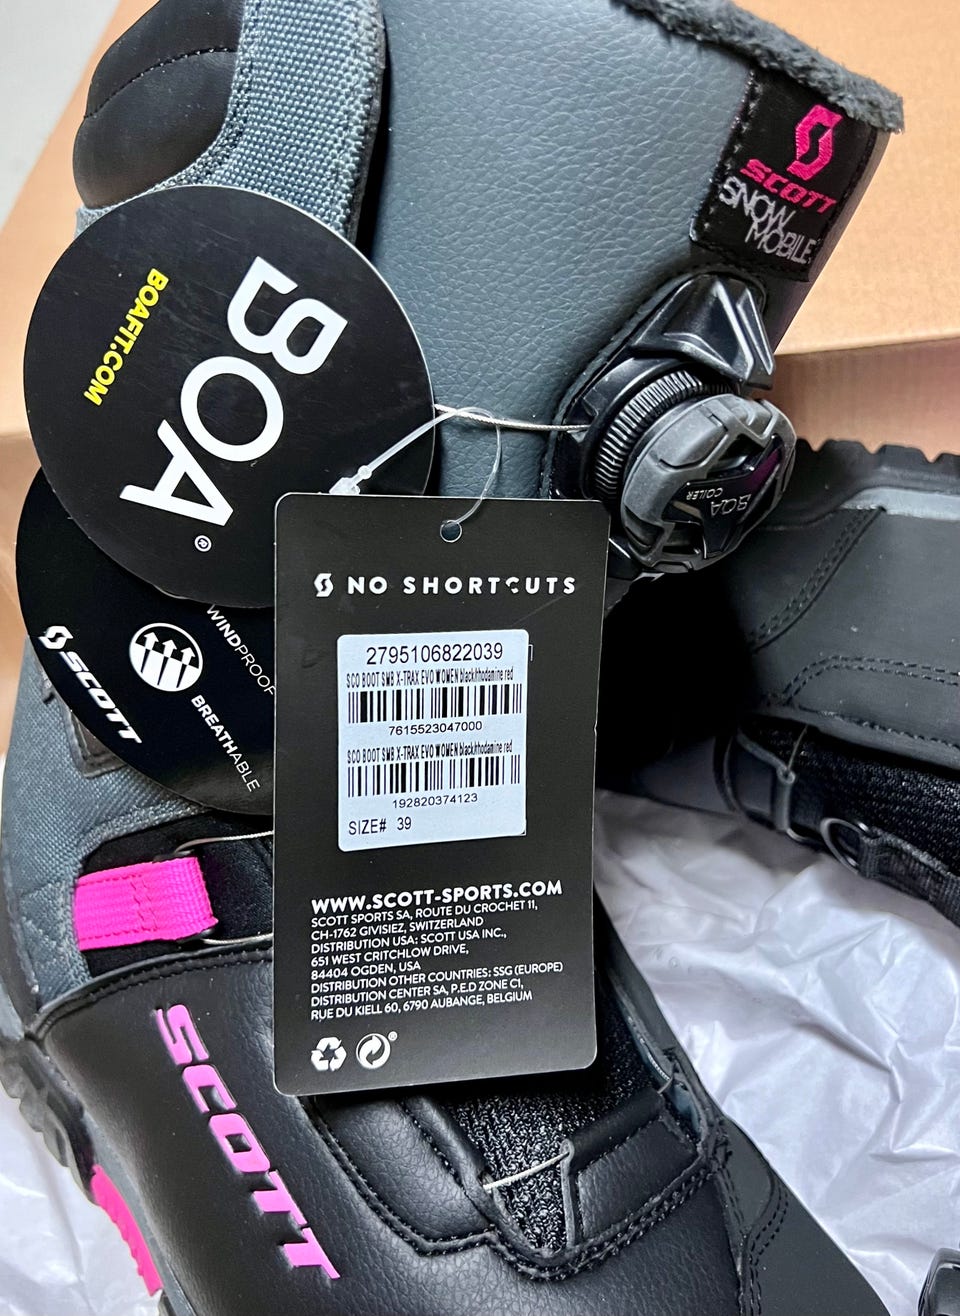 SCOTT
SNOW
MOBILE
BOAFIT.COM
BOA
®
BOA
COILER
WINDPROOF
BREATHABLE
SCOTT
NO SHORTCUTS
2795106822039
SCO BOOT SMB X-TRAX EVO WOMEN black/rhodamine red
7615523047000
SCO BOOT SMB X-TRAX EVO WOMEN black/rhodamine red
192820374123
SIZE# 39
WWW.SCOTT-SPORTS.COM
SCOTT SPORTS SA, ROUTE DU CROCHET 11,
CH-1762 GIVISIEZ, SWITZERLAND
DISTRIBUTION USA: SCOTT USA INC.,
651 WEST CRITCHLOW DRIVE,
84404 OGDEN, USA
DISTRIBUTION OTHER COUNTRIES: SSG (EUROPE)
DISTRIBUTION CENTER SA, P.E.D ZONE C1,
RUE DU KIELL 60, 6790 AUBANGE, BELGIUM
®
SCOTT